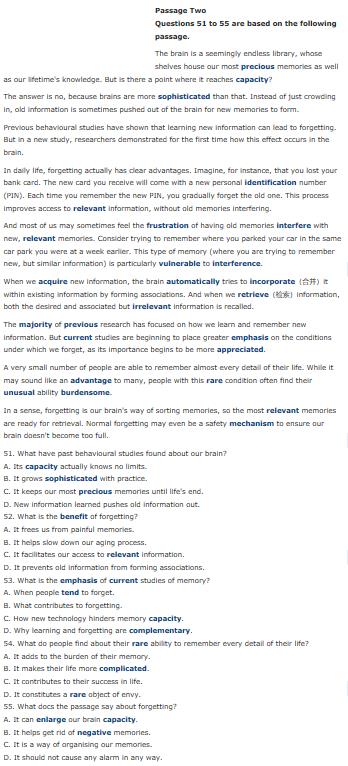 Passage Two
Questions 51 to 55 are based on the following
passage.
The brain is a seemingly endless library, whose
shelves house our most precious memories as well
as our lifetime's knowledge. But is there a point where it reaches capacity?
The answer is no, because brains are more sophisticated than that. Instead of just crowding
in, old information is sometimes pushed out of the brain for new memories to form.
Previous behavioural studies have shown that learning new information can lead to forgetting.
But in a new study, researchers demonstrated for the first time how this effect occurs in the
brain.
In daily life, forgetting actually has clear advantages. Imagine, for instance, that you lost your
bank card. The new card you receive will come with a new personal identification number
(PIN). Each time you remember the new PIN, you gradually forget the old one. This process
improves access to relevant information, without old memories interfering.
And most of us may sometimes feel the frustration of having old memories interfere with
new, relevant memories. Consider trying to remember where you parked your car in the same
car park you were at a week earlier. This type of memory (where you are trying to remember
new, but similar information) is particularly vulnerable to interference.
When we acquire new information, the brain automatically tries to incorporate (合并) it
within existing information by forming associations. And when we retrieve (检索) information,
both the desired and associated but irrelevant information is recalled.
The majority of previous research has focused on how we learn and remember new
information. But current studies are beginning to place greater emphasis on the conditions
under which we forget, as its importance begins to be more appreciated.
A very small number of people are able to remember almost every detail of their life. While it
may sound like an advantage to many, people with this rare condition often find their
unusual ability burdensome.
In a sense, forgetting is our brain's way of sorting memories, so the most relevant memories
are ready for retrieval. Normal forgetting may even be a safety mechanism to ensure our
brain doesn't become too full.
51. What have past behavioural studies found about our brain?
A. Its capacity actually knows no limits.
B. It grows sophisticated with practice.
C. It keeps our most precious memories until life's end.
D. New information learned pushes old information out.
52. What is the benefit of forgetting?
A. It frees us from painful memories.
B. It helps slow down our aging process.
C. It facilitates our access to relevant information.
D. It prevents old information from forming associations.
53. What is the emphasis of current studies of memory?
A. When people tend to forget.
B. What contributes to forgetting.
C. How new technology hinders memory capacity.
D. Why learning and forgetting are complementary.
54. What do people find about their rare ability to remember every detail of their life?
A. It adds to the burden of their memory.
B. It makes their life more complicated.
C. It contributes to their success in life.
D. It constitutes a rare object of envy.
55. What does the passage say about forgetting?
A. It can enlarge our brain capacity.
B. It helps get rid of negative memories.
C. It is a way of organising our memories.
D. It should not cause any alarm in any way.